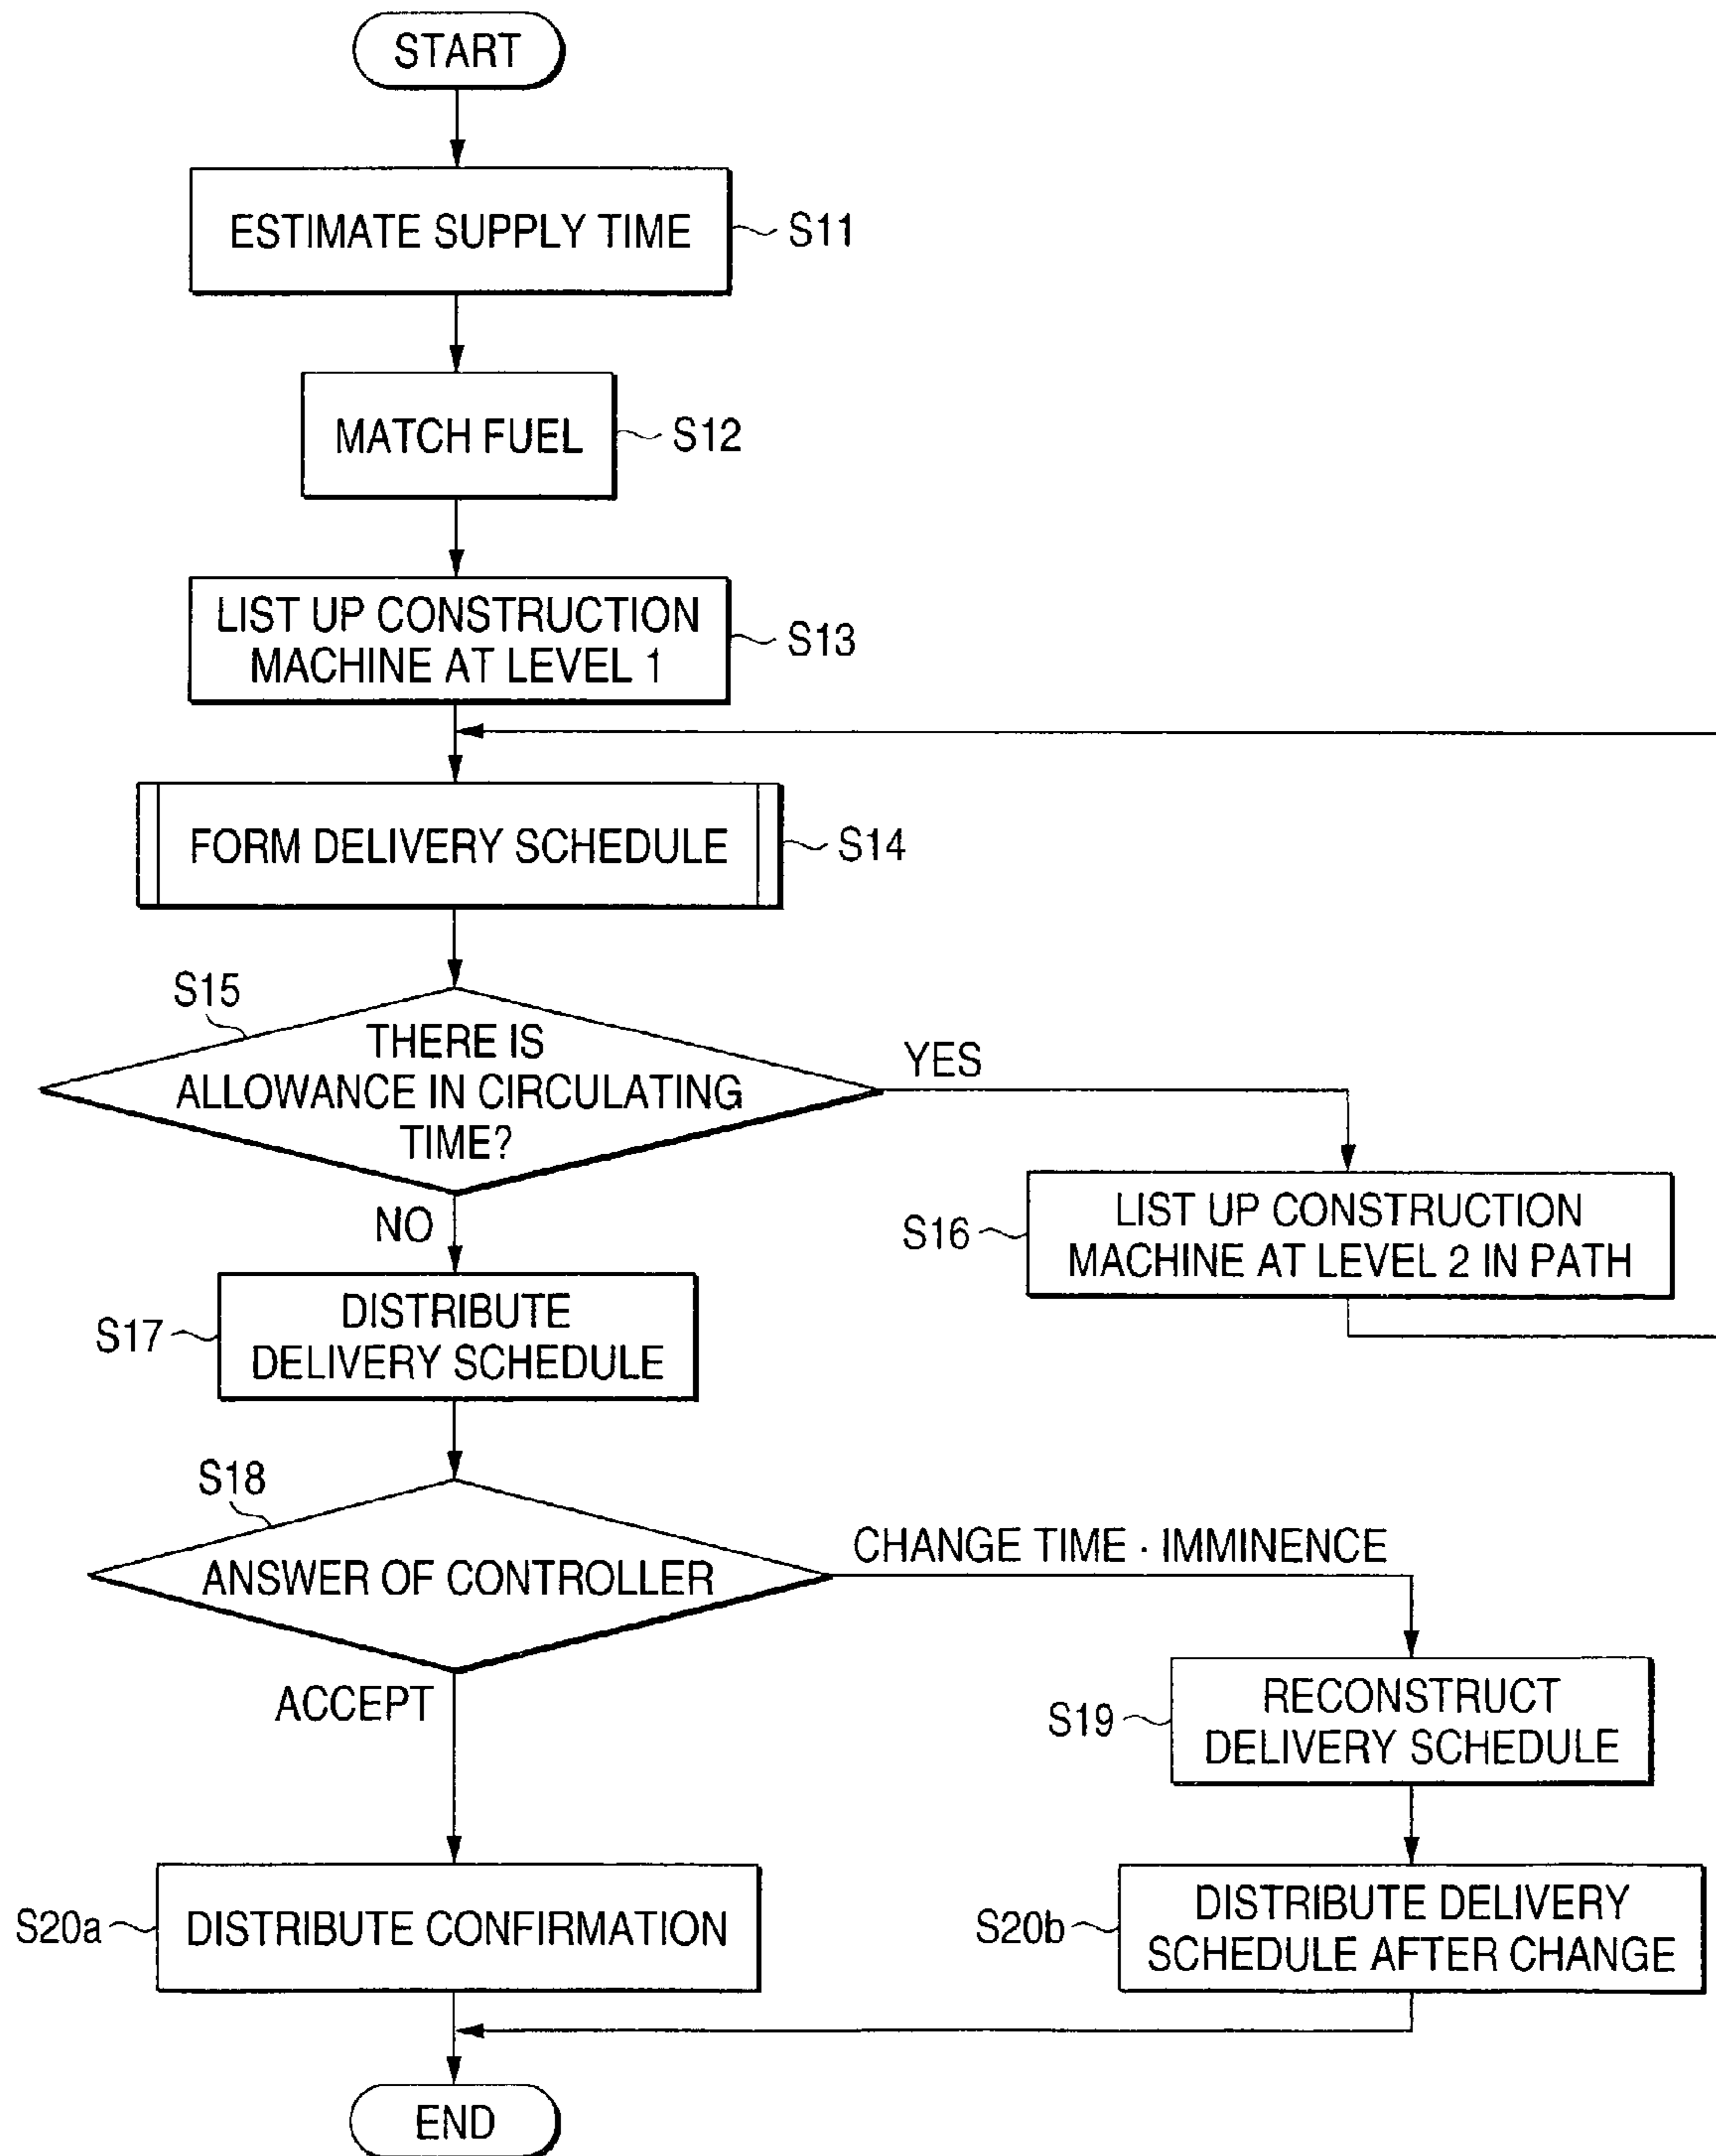 START
ESTIMATE SUPPLY TIME
S11
MATCH FUEL
S12
LIST UP CONSTRUCTION
MACHINE AT LEVEL 1
S13
FORM DELIVERY SCHEDULE
S14
S15
THERE IS
ALLOWANCE IN CIRCULATING
TIME?
YES
NO
S16
LIST UP CONSTRUCTION
MACHINE AT LEVEL 2 IN PATH
S17
DISTRIBUTE
DELIVERY SCHEDULE
S18
ANSWER OF CONTROLLER
CHANGE TIME · IMMINENCE
ACCEPT
S19
RECONSTRUCT
DELIVERY SCHEDULE
S20a
DISTRIBUTE CONFIRMATION
S20b
DISTRIBUTE DELIVERY
SCHEDULE AFTER CHANGE
END